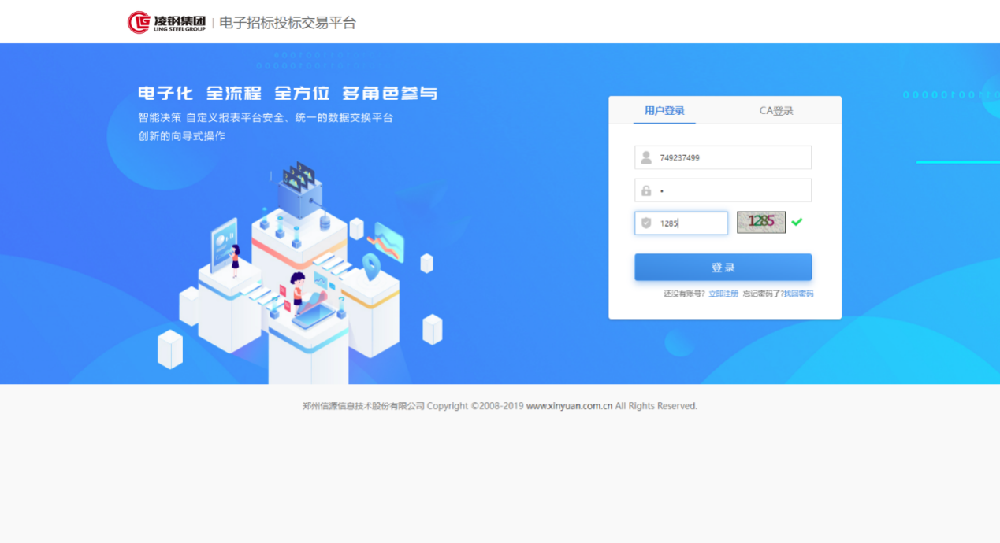 凌钢集团
LING STEEL GROUP
电子招标投标交易平台
电子化 全流程 全方位 多角色参与
智能决策 自定义报表平台安全、统一的数据交换平台
创新的向导式操作
用户登录 CA登录
749237499
1285 1285
登录
还没有账号? 立即注册 忘记密码了?找回密码
郑州信源信息技术股份有限公司 Copyright ©2008-2019 www.xinyuan.com.cn All Rights Reserved.